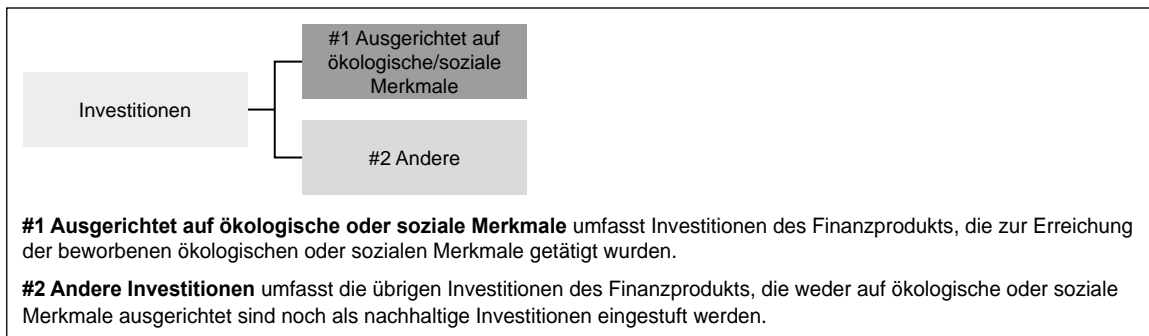 #1 Ausgerichtet auf
ökologische/soziale
Merkmale
Investitionen
#2 Andere
#1 Ausgerichtet auf ökologische oder soziale Merkmale umfasst Investitionen des Finanzprodukts, die zur Erreichung
der beworbenen ökologischen oder sozialen Merkmale getätigt wurden.
#2 Andere Investitionen umfasst die übrigen Investitionen des Finanzprodukts, die weder auf ökologische oder soziale
Merkmale ausgerichtet sind noch als nachhaltige Investitionen eingestuft werden.